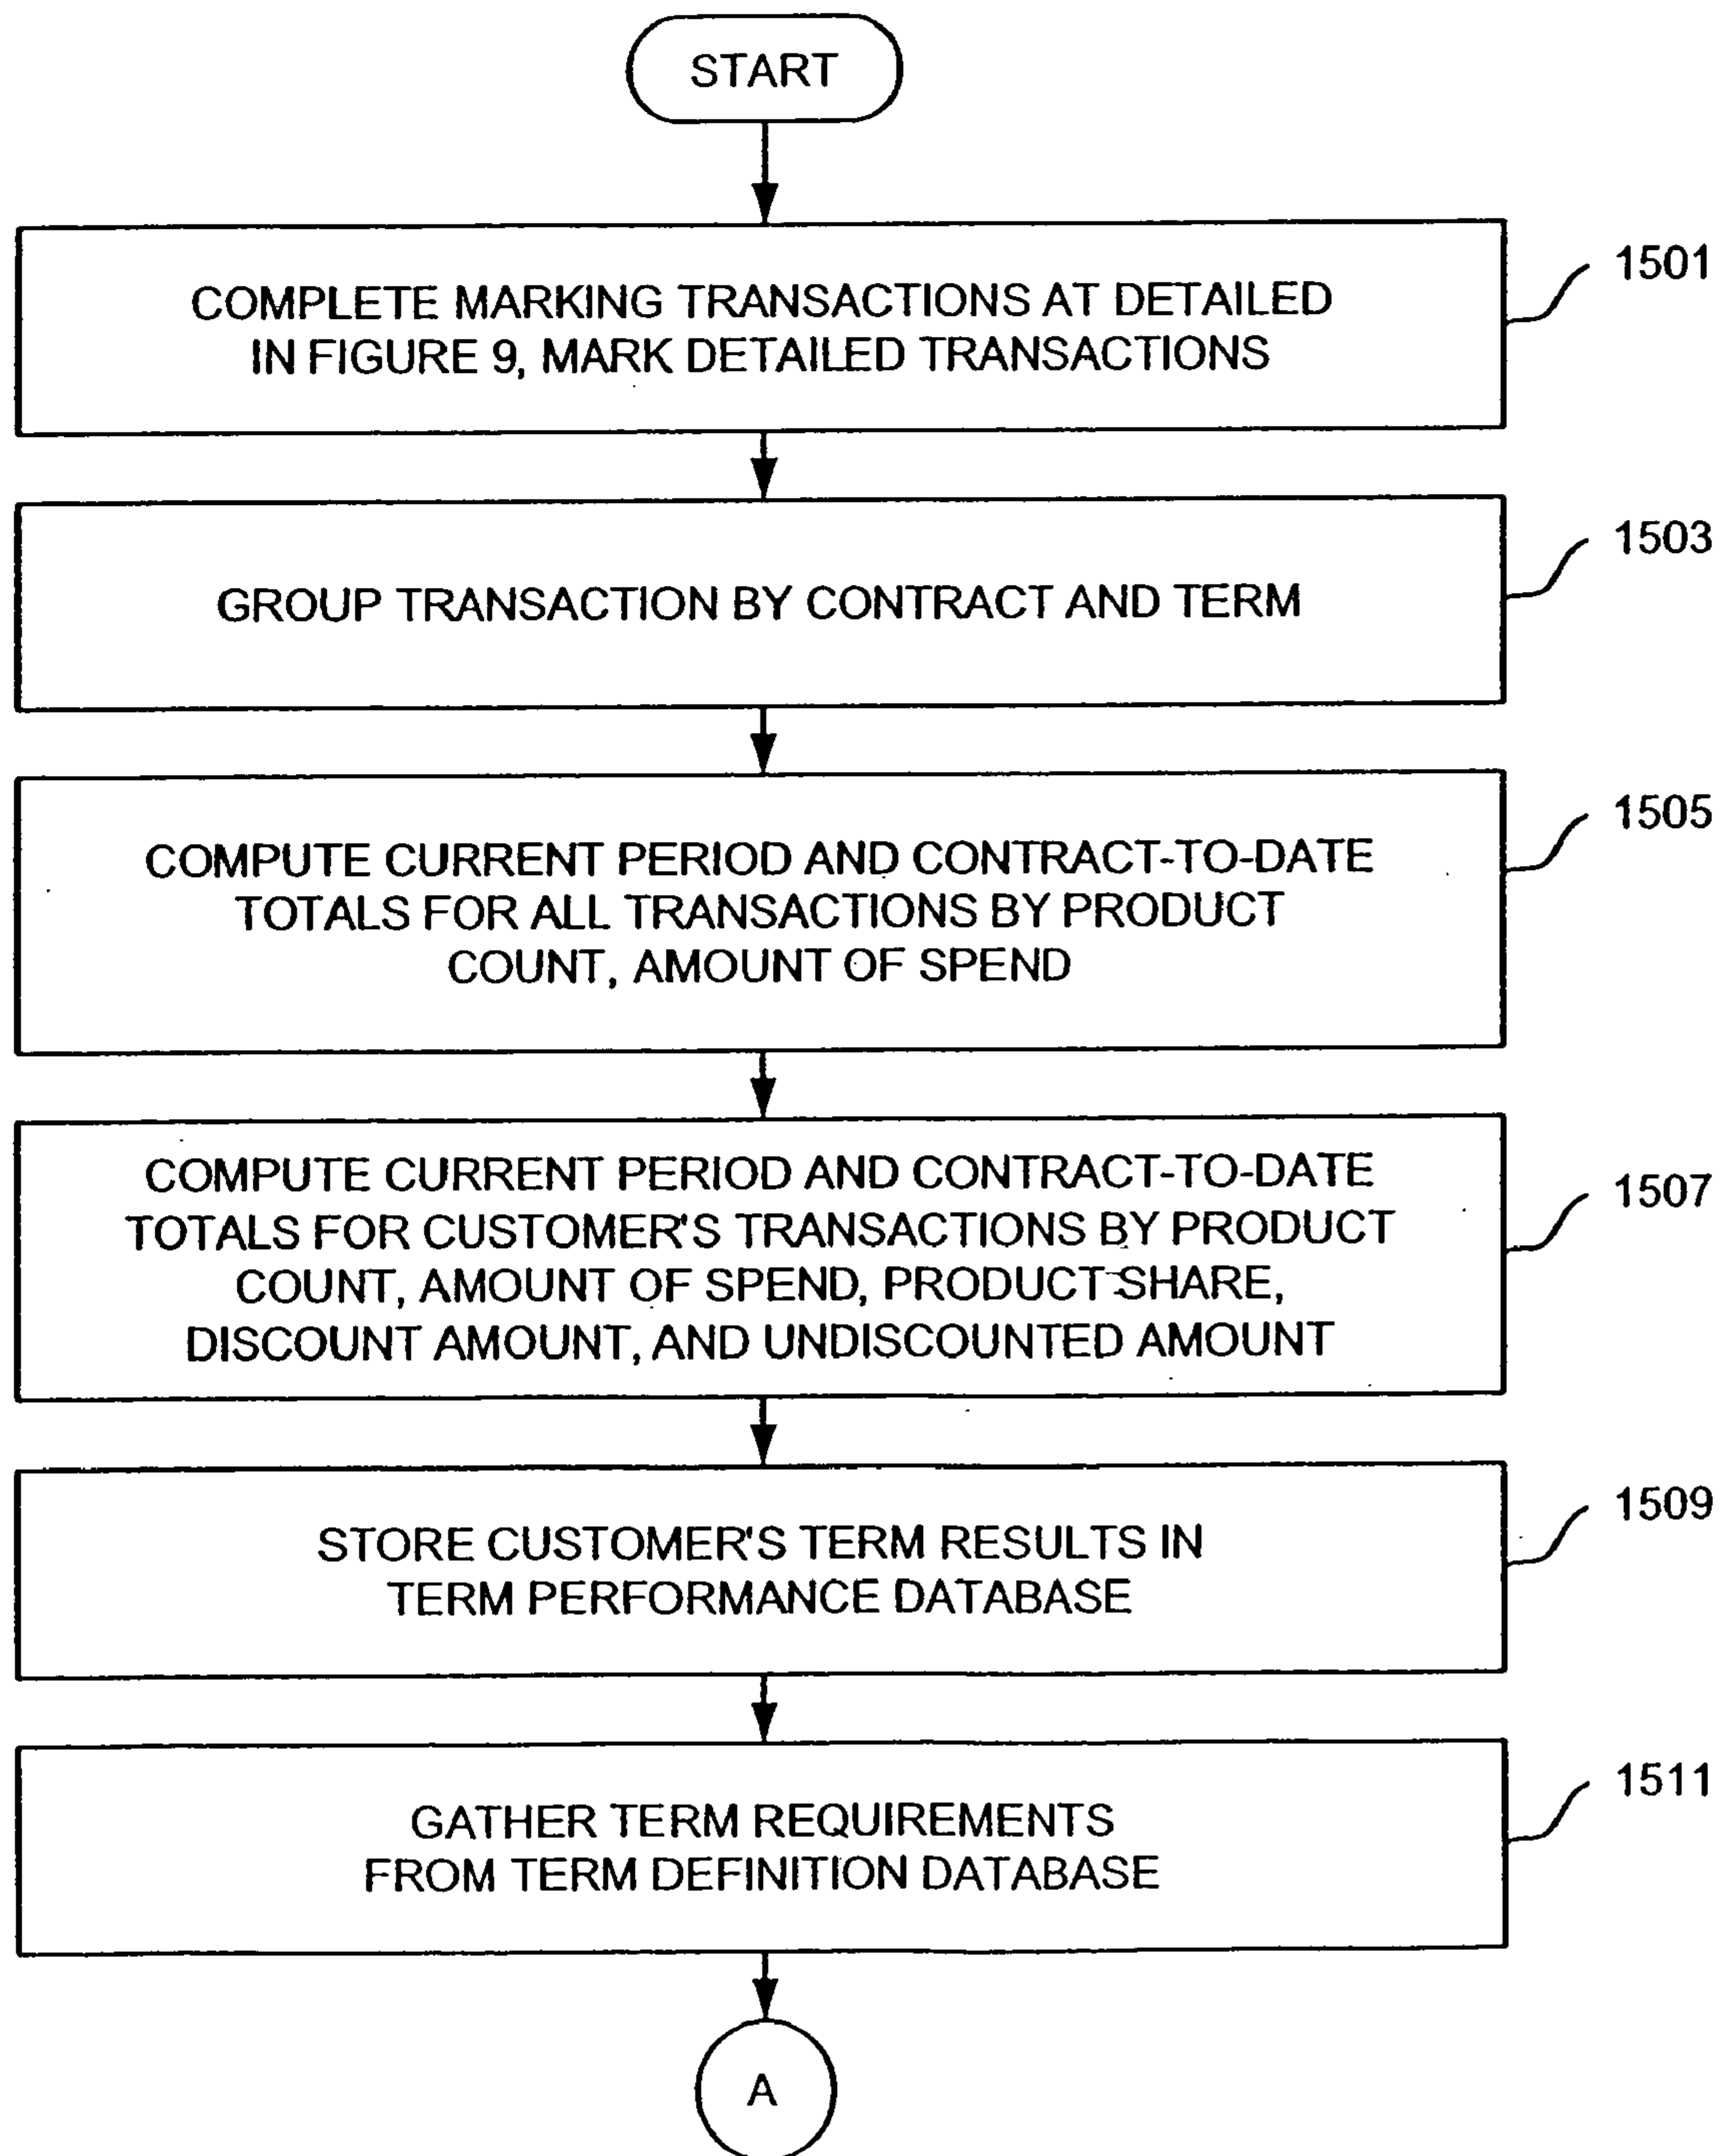 START
1501
COMPLETE MARKING TRANSACTIONS AT DETAILED
IN FIGURE 9, MARK DETAILED TRANSACTIONS
1503
GROUP TRANSACTION BY CONTRACT AND TERM
1505
COMPUTE CURRENT PERIOD AND CONTRACT-TO-DATE
TOTALS FOR ALL TRANSACTIONS BY PRODUCT
COUNT, AMOUNT OF SPEND
1507
COMPUTE CURRENT PERIOD AND CONTRACT-TO-DATE
TOTALS FOR CUSTOMER'S TRANSACTIONS BY PRODUCT
COUNT, AMOUNT OF SPEND, PRODUCT SHARE,
DISCOUNT AMOUNT, AND UNDISCOUNTED AMOUNT
1509
STORE CUSTOMER'S TERM RESULTS IN
TERM PERFORMANCE DATABASE
1511
GATHER TERM REQUIREMENTS
FROM TERM DEFINITION DATABASE
A